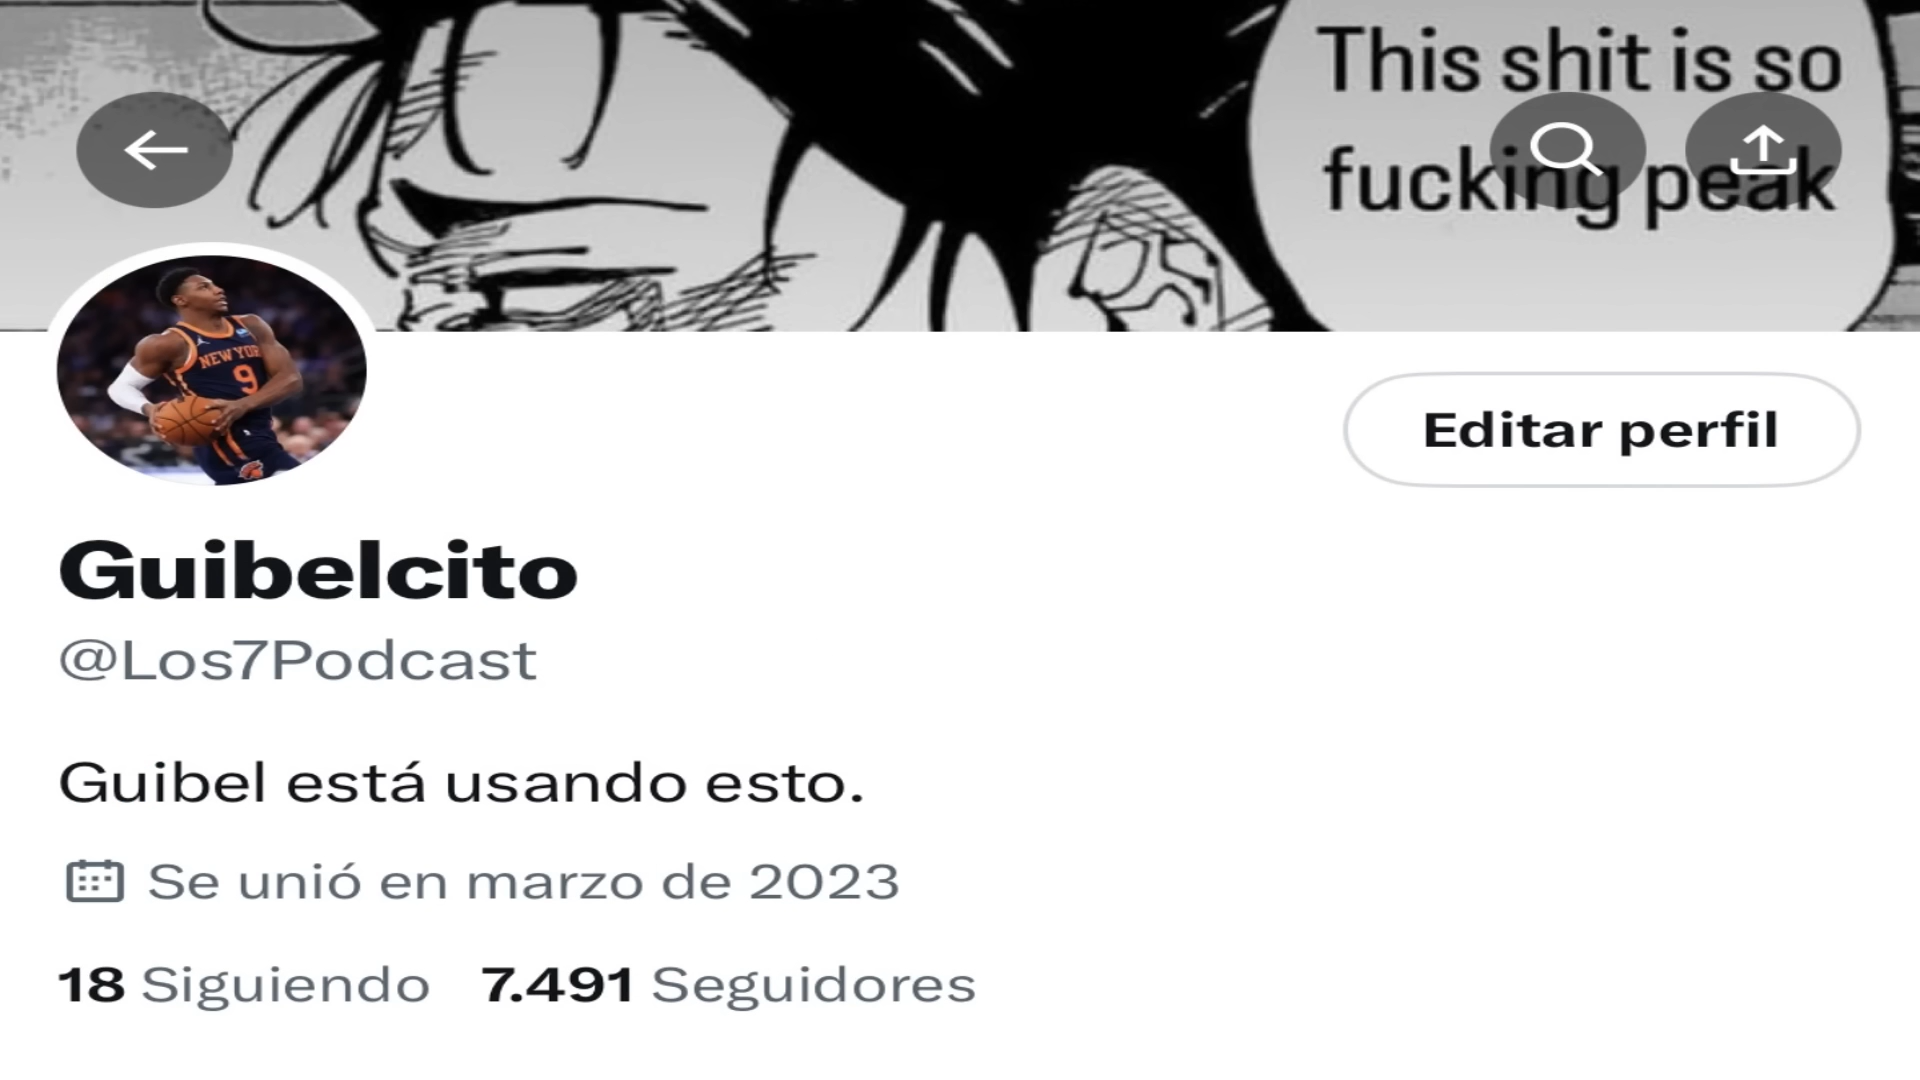 This shit is so
fucking peak
NEW YOR
9
Editar perfil
Guibelcito
@Los7Podcast
Guibel está usando esto.
Se unió en marzo de 2023
18 Siguiendo 7.491 Seguidores